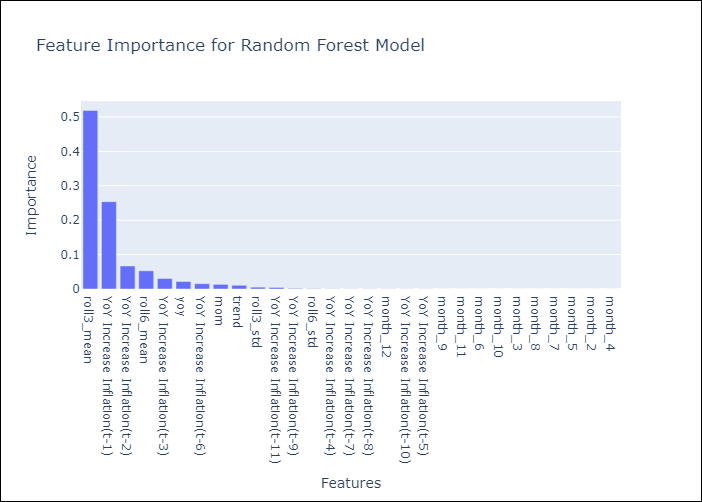 Feature Importance for Random Forest Model
Importance
0.5
0.4
0.3
0.2
0.1
0
roll3_mean
YoY Increase Inflation(t-1)
YoY Increase Inflation(t-2)
roll6_mean
YoY Increase Inflation(t-3)
yoy
YoY Increase Inflation(t-6)
mom
trend
roll3_std
YoY Increase Inflation(t-11)
YoY Increase Inflation(t-9)
roll6_std
YoY Increase Inflation(t-4)
YoY Increase Inflation(t-7)
YoY Increase Inflation(t-8)
month_12
YoY Increase Inflation(t-10)
YoY Increase Inflation(t-5)
month_9
month_11
month_6
month_10
month_3
month_8
month_7
month_5
month_2
month_4
Features